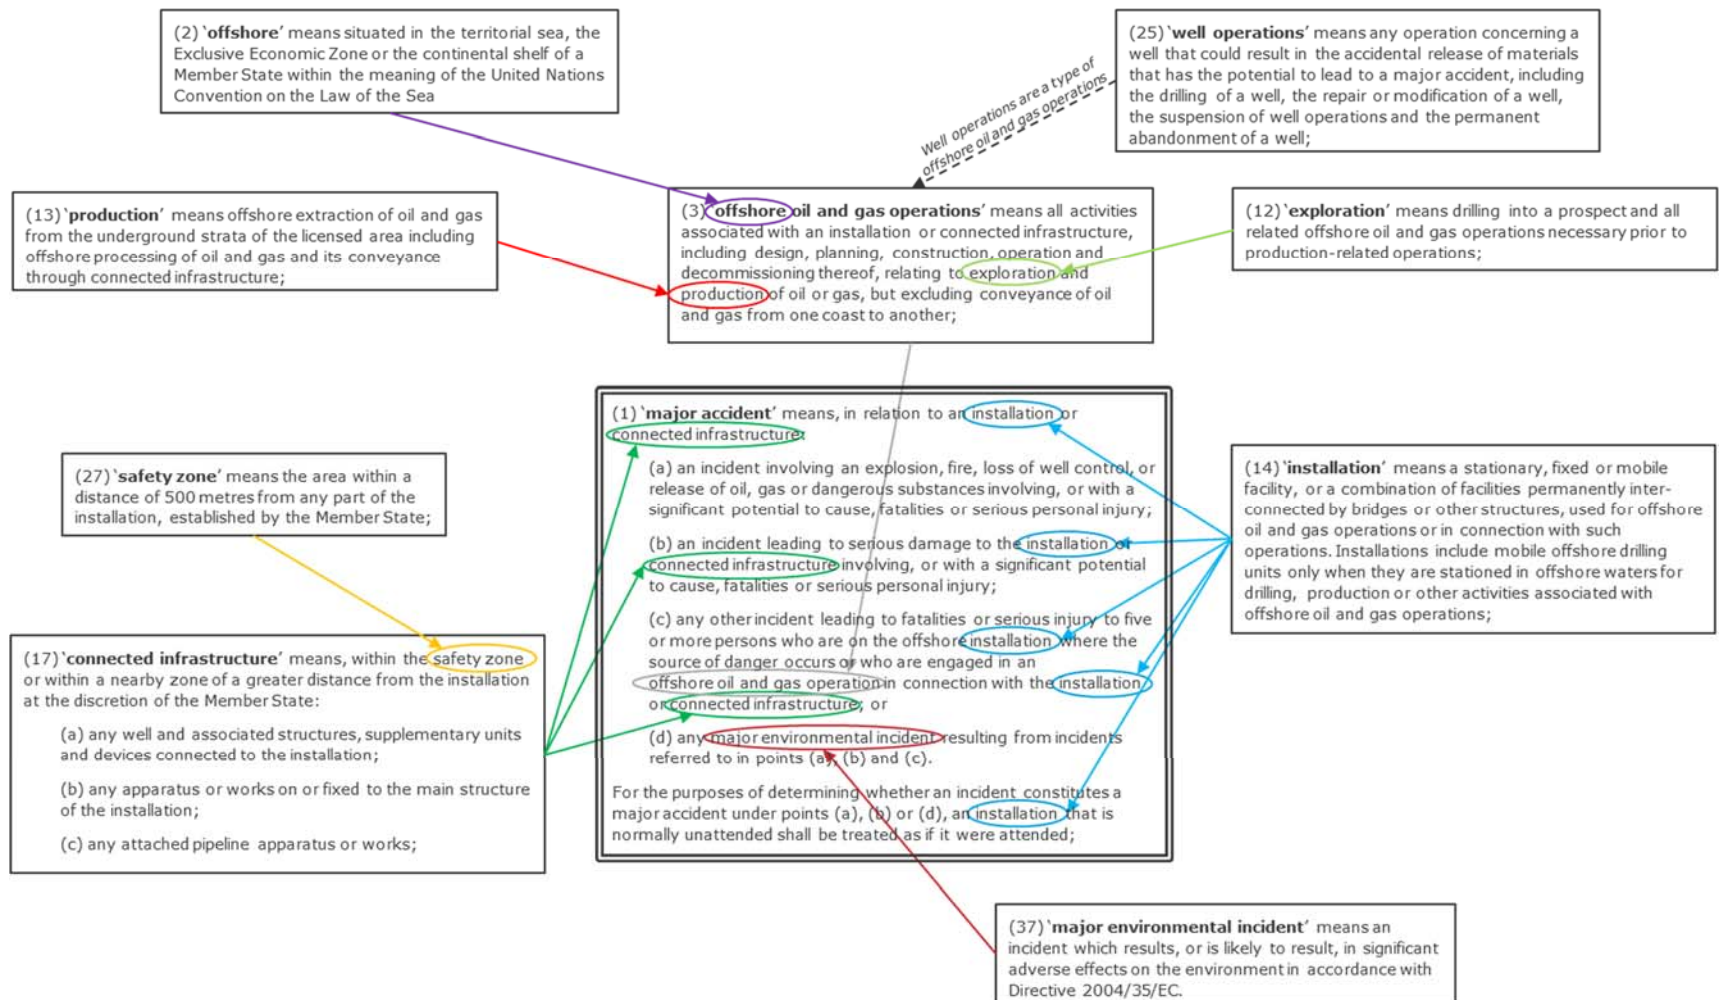 (2) ‘offshore’ means situated in the territorial sea, the
Exclusive Economic Zone or the continental shelf of a
Member State within the meaning of the United Nations
Convention on the Law of the Sea
(25) ‘well operations’ means any operation concerning a
well that could result in the accidental release of materials
that has the potential to lead to a major accident, including
the drilling of a well, the repair or modification of a well,
the suspension of well operations and the permanent
abandonment of a well;
Well operations are a type of
offshore oil and gas operations
(13) ‘production’ means offshore extraction of oil and gas
from the underground strata of the licensed area including
offshore processing of oil and gas and its conveyance
through connected infrastructure;
(3) ‘offshore oil and gas operations’ means all activities
associated with an installation or connected infrastructure,
including design, planning, construction, operation and
decommissioning thereof, relating to exploration and
production of oil or gas, but excluding conveyance of oil
and gas from one coast to another;
(12) ‘exploration’ means drilling into a prospect and all
related offshore oil and gas operations necessary prior to
production-related operations;
(1) ‘major accident’ means, in relation to an installation or
connected infrastructure:
(a) an incident involving an explosion, fire, loss of well control, or
release of oil, gas or dangerous substances involving, or with a
significant potential to cause, fatalities or serious personal injury;
(b) an incident leading to serious damage to the installation or
connected infrastructure involving, or with a significant potential
to cause, fatalities or serious personal injury;
(c) any other incident leading to fatalities or serious injury to five
or more persons who are on the offshore installation where the
source of danger occurs or who are engaged in an
offshore oil and gas operation in connection with the installation
or connected infrastructure; or
(d) any major environmental incident resulting from incidents
referred to in points (a), (b) and (c).
For the purposes of determining whether an incident constitutes a
major accident under points (a), (b) or (d), an installation that is
normally unattended shall be treated as if it were attended;
(27) ‘safety zone’ means the area within a
distance of 500 metres from any part of the
installation, established by the Member State;
(14) ‘installation’ means a stationary, fixed or mobile
facility, or a combination of facilities permanently inter-
connected by bridges or other structures, used for offshore
oil and gas operations or in connection with such
operations. Installations include mobile offshore drilling
units only when they are stationed in offshore waters for
drilling, production or other activities associated with
offshore oil and gas operations;
(17) ‘connected infrastructure’ means, within the safety zone
or within a nearby zone of a greater distance from the installation
at the discretion of the Member State:
(a) any well and associated structures, supplementary units
and devices connected to the installation;
(b) any apparatus or works on or fixed to the main structure
of the installation;
(c) any attached pipeline apparatus or works;
(37) ‘major environmental incident’ means an
incident which results, or is likely to result, in significant
adverse effects on the environment in accordance with
Directive 2004/35/EC.